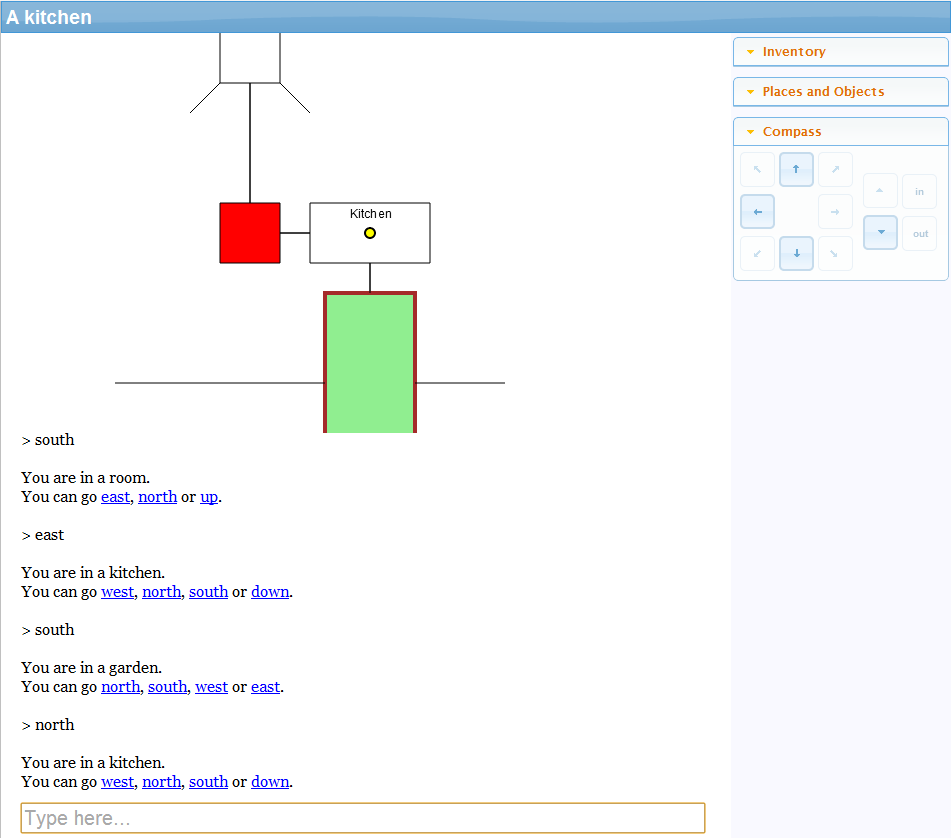 A kitchen
Kitchen
Inventory
Places and Objects
Compass
in
out
> south
You are in a room.
You can go east, north or up.
> east
You are in a kitchen.
You can go west, north, south or down.
> south
You are in a garden.
You can go north, south, west or east.
> north
You are in a kitchen.
You can go west, north, south or down.
Type here...